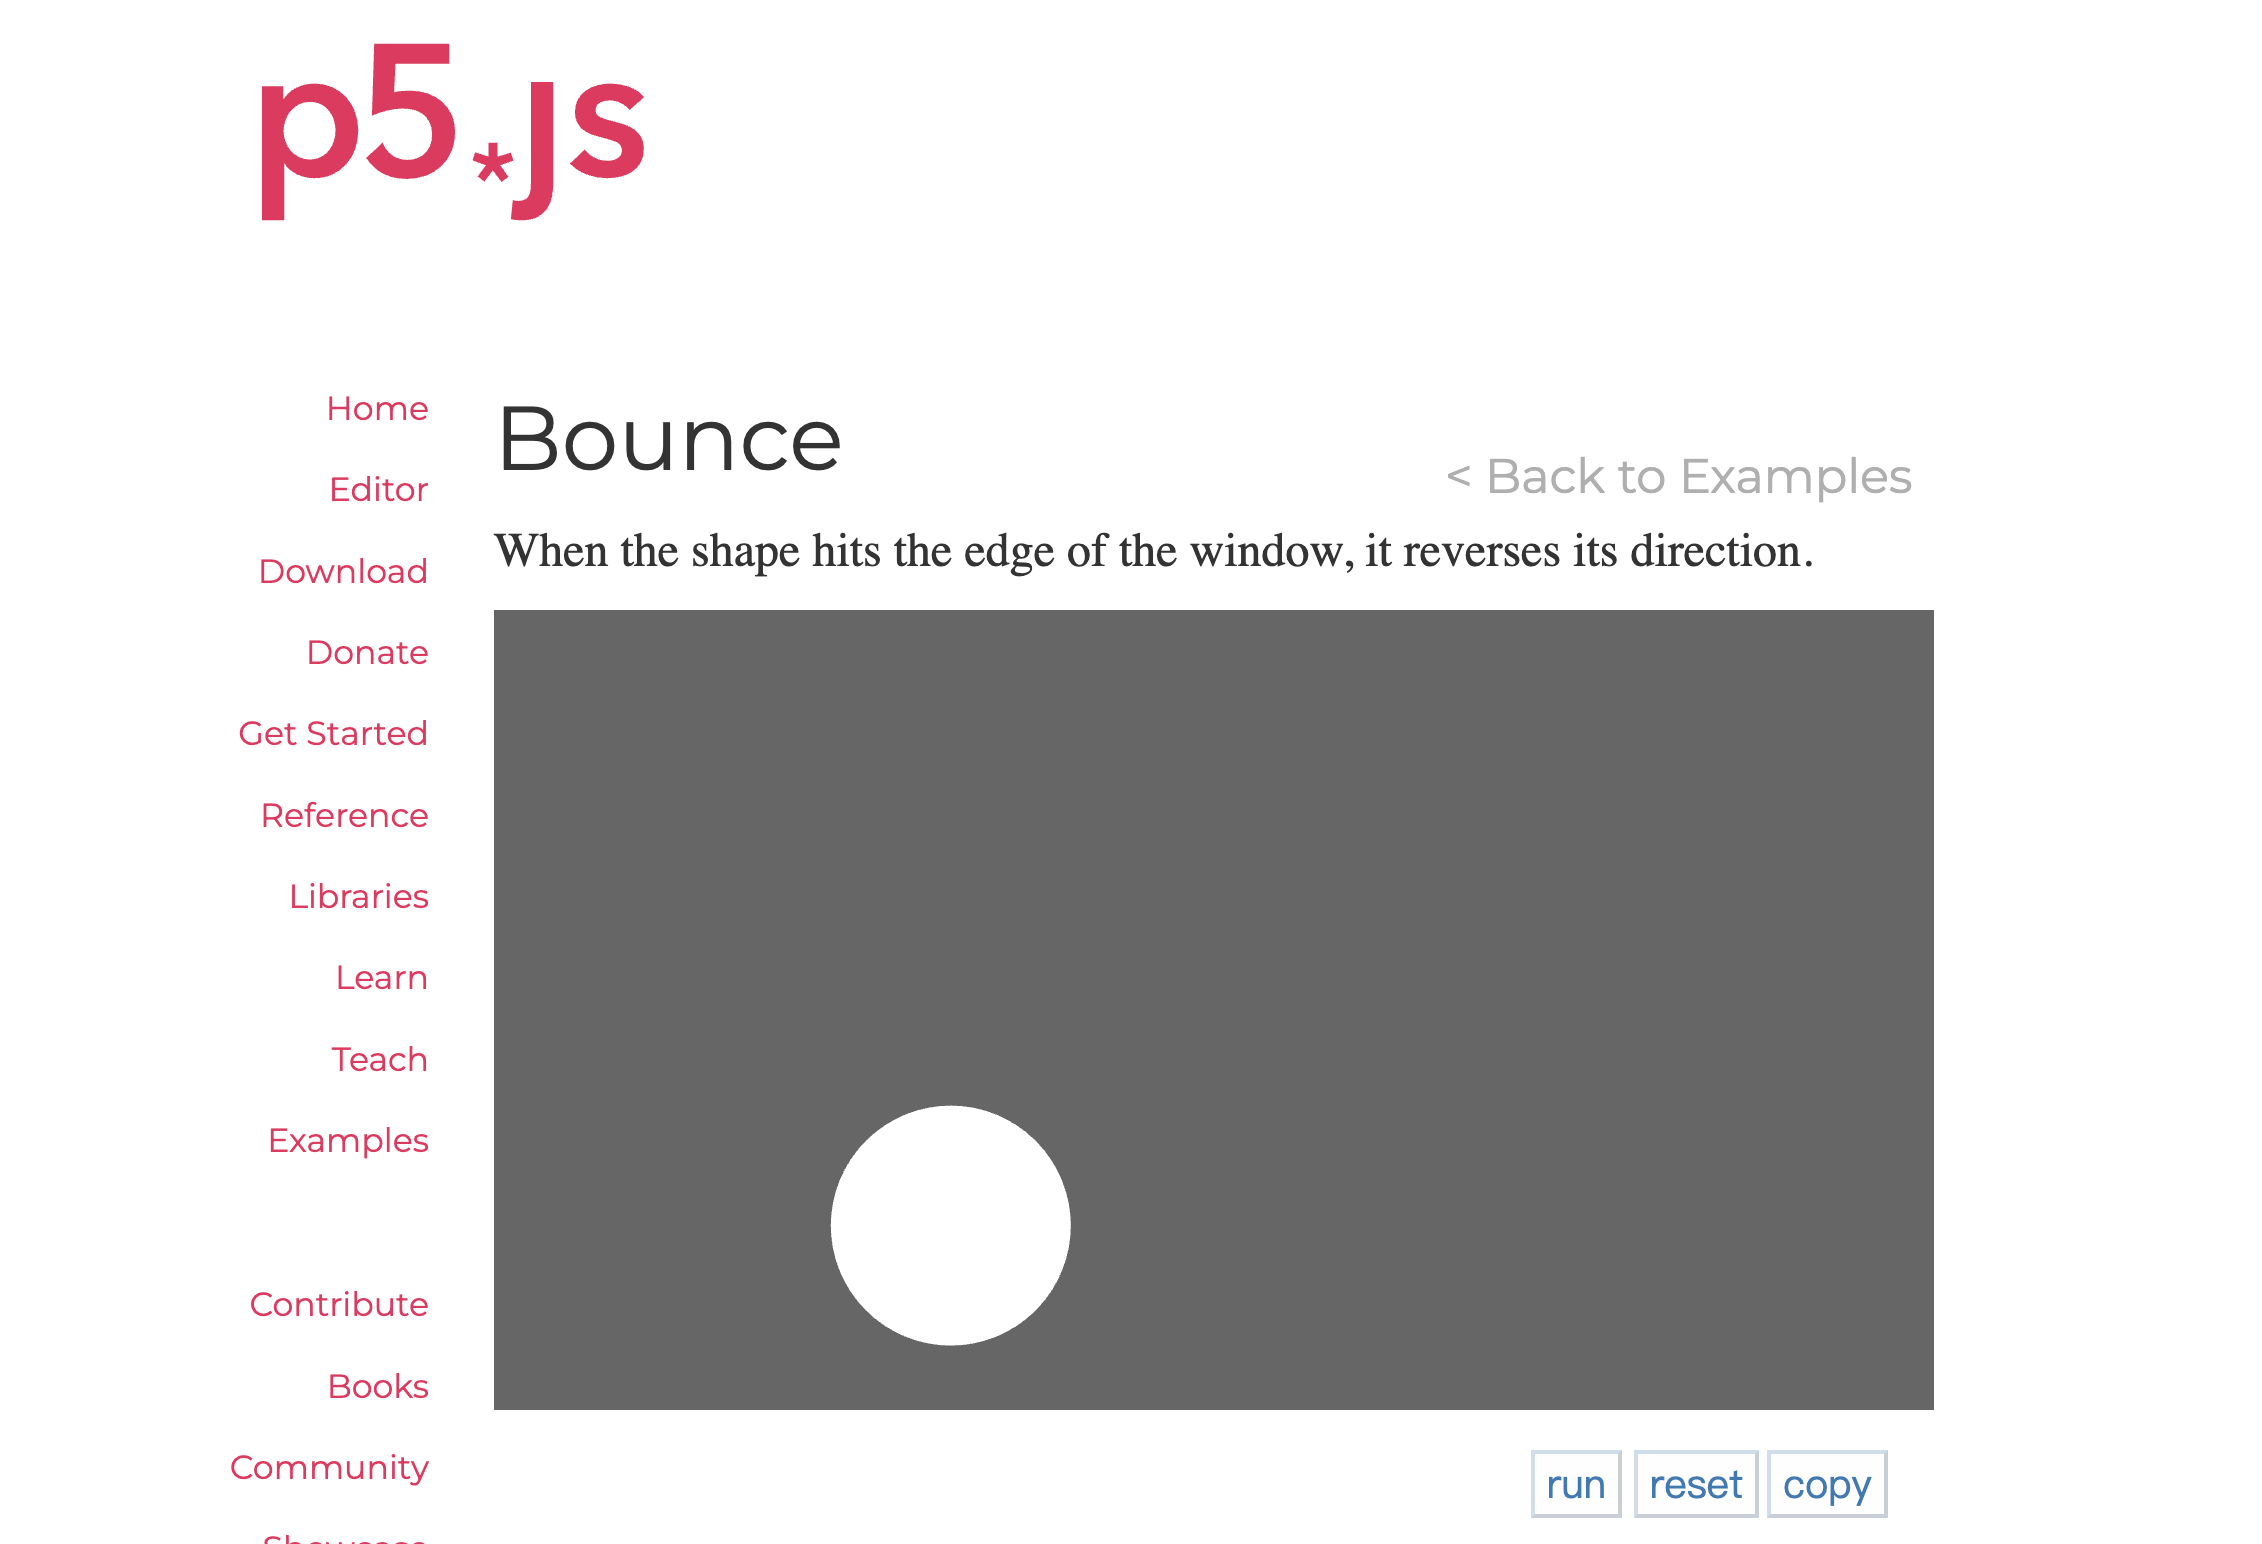 p5*js
Home
Editor
Download
Donate
Get Started
Reference
Libraries
Learn
Teach
Examples
Contribute
Books
Community
Showcase
Bounce
< Back to Examples
When the shape hits the edge of the window, it reverses its direction.
run
reset
copy